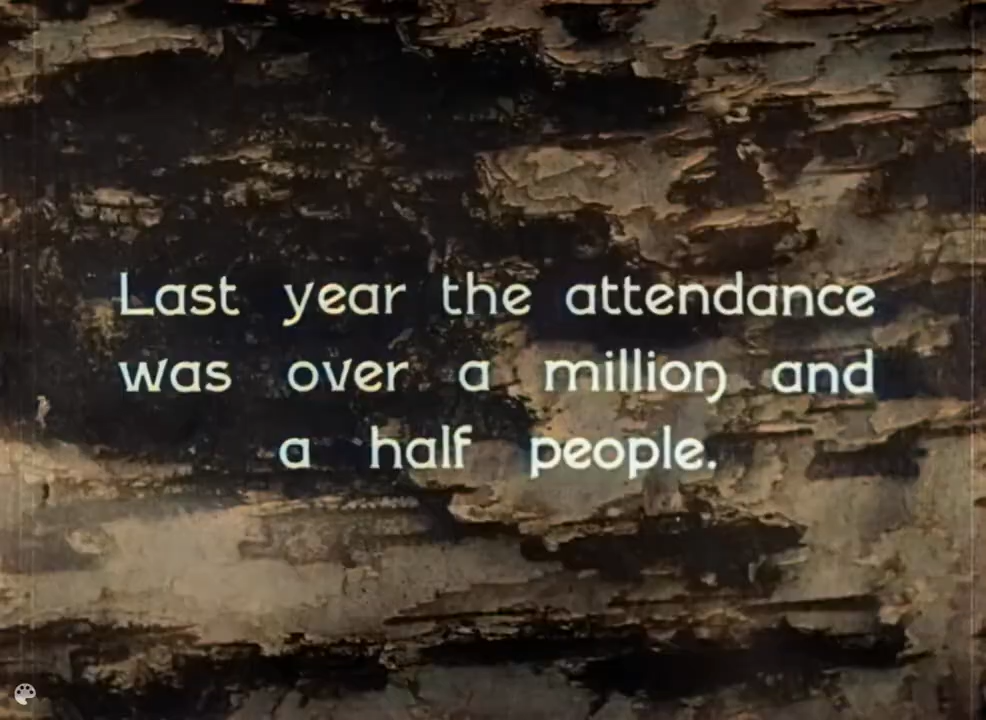 Last year the attendance
was over a million and
a half people.